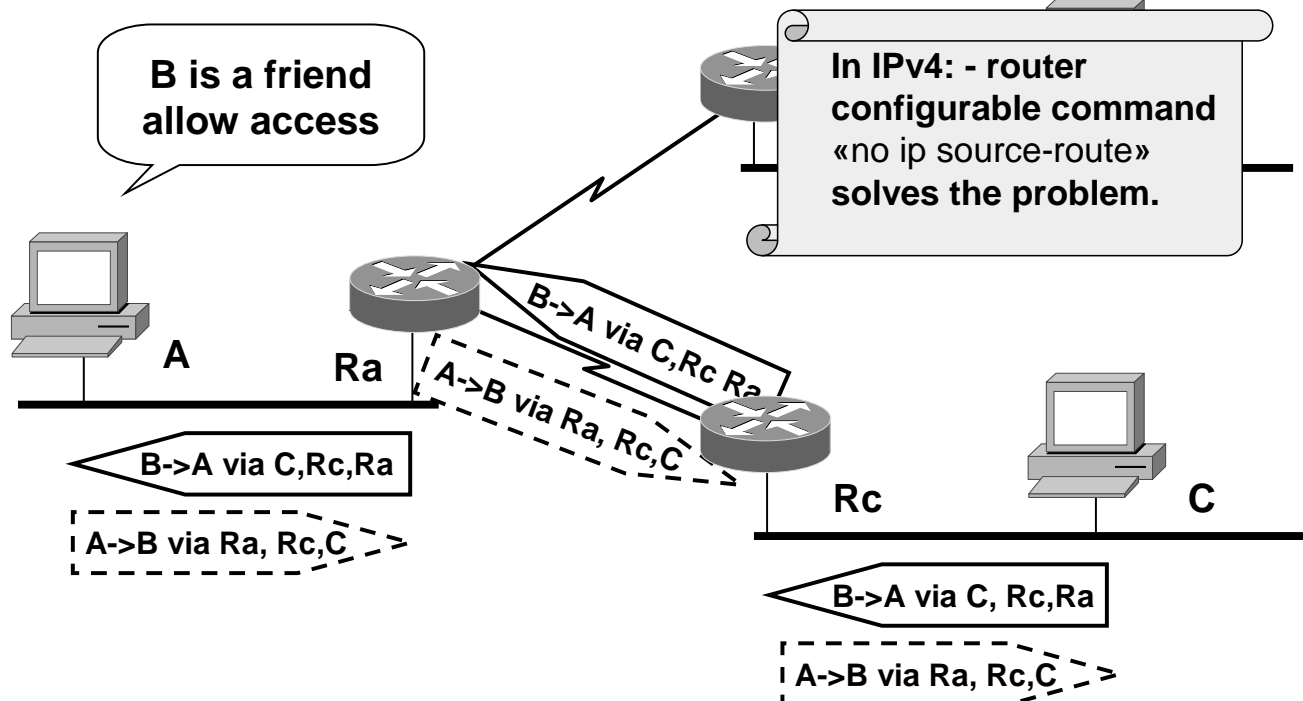 B is a friend
allow access
In IPv4: - router
configurable command
«no ip source-route»
solves the problem.
A
Ra
B->A via C,Rc Ra
A->B via Ra, Rc,C
B->A via C,Rc,Ra
A->B via Ra, Rc,C
Rc
C
B->A via C, Rc,Ra
A->B via Ra, Rc,C